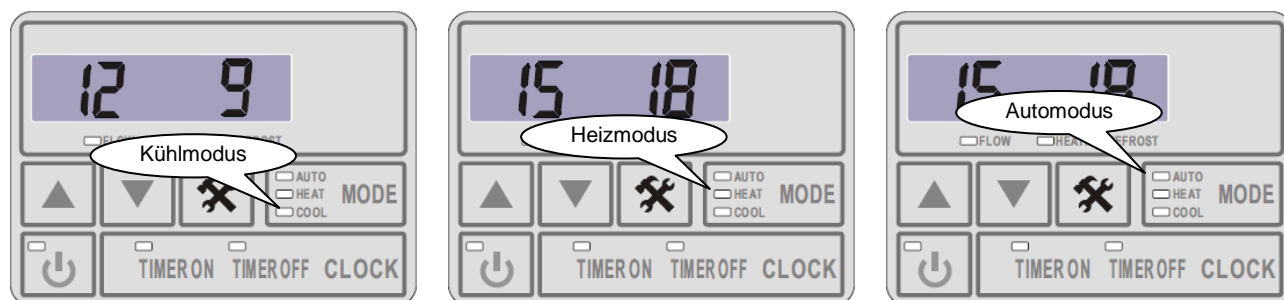 12 9
FLOW
Kühlmodus
AUTO
HEAT
COOL
MODE
TIMER ON TIMER OFF CLOCK
15 18
Heizmodus
AUTO
HEAT
COOL
MODE
TIMER ON TIMER OFF CLOCK
15 18
Automodus
FLOW HEAT
AUTO
HEAT
COOL
MODE
TIMER ON TIMER OFF CLOCK